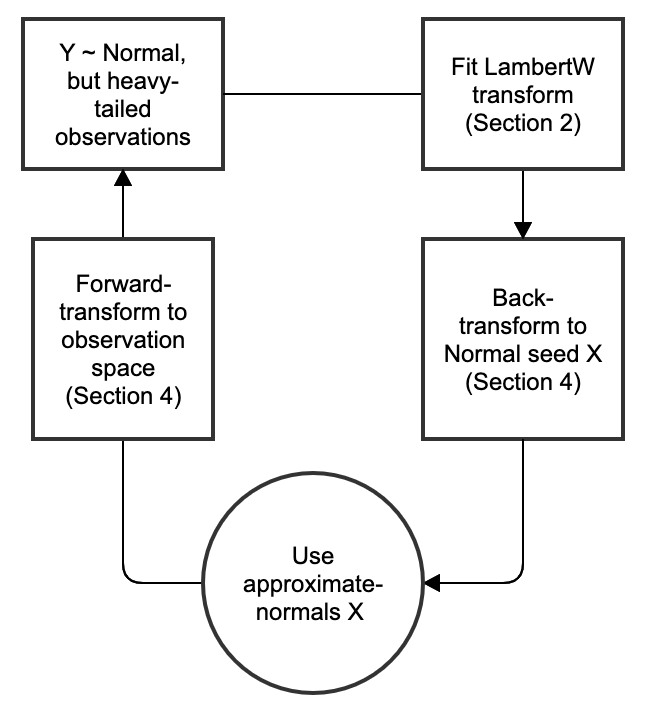 Y ~ Normal,
but heavy-
tailed
observations
Fit LambertW
transform
(Section 2)
Back-
transform to
Normal seed X
(Section 4)
Use
approximate-
normals X
Forward-
transform to
observation
space
(Section 4)